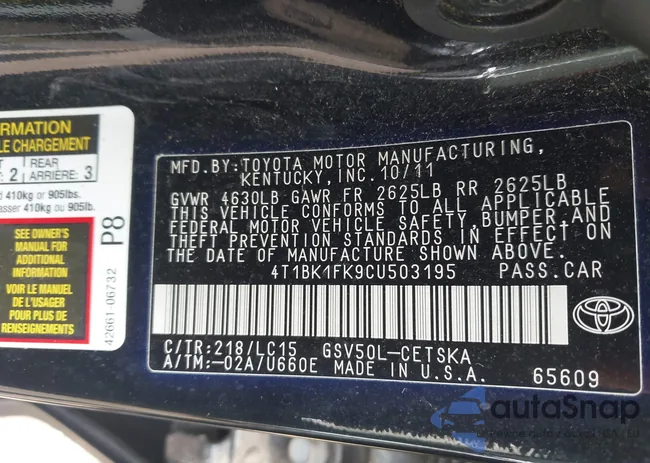 RMATION
LE CHARGEMENT
2
REAR
ARRIÈRE: 3
d 410kg or 905lbs.
asser 410kg ou 905lb.
SEE OWNER'S
MANUAL FOR
ADDITIONAL
INFORMATION
VOIR LE MANUEL
DE L'USAGER
POUR PLUS DE
RENSEIGNEMENTS
P8
42661-06732
MFD.BY:TOYOTA MOTOR MANUFACTURING,
KENTUCKY,INC.10/11
GVWR 4630LB GAWR FR 2625LB RR 2625LB
THIS VEHICLE CONFORMS TO ALL APPLICABLE
FEDERAL MOTOR VEHICLE SAFETY,BUMPER,AND
THEFT PREVENTION STANDARDS IN EFFECT ON
THE DATE OF MANUFACTURE SHOWN ABOVE.
4T1BK1FK9CU503195 PASS.CAR
C/TR:218/LC15 GSV50L-CETSKA
A/TM:-02A/U660E MADE IN U.S.A. 65609
autoSnap